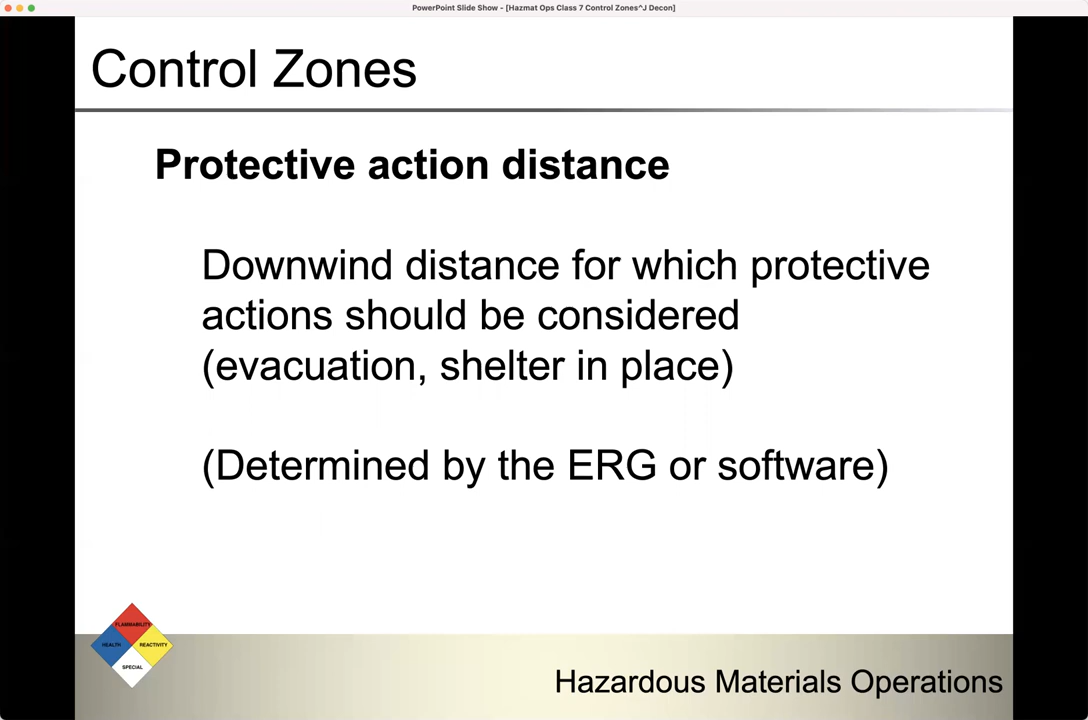 PowerPoint Slide Show - [Hazmat Ops Class 7 Control Zones^J Decon]
Control Zones
Protective action distance
Downwind distance for which protective
actions should be considered
(evacuation, shelter in place)
(Determined by the ERG or software)
FLAMMABILITY
HEALTH
REACTIVITY
SPECIAL
Hazardous Materials Operations